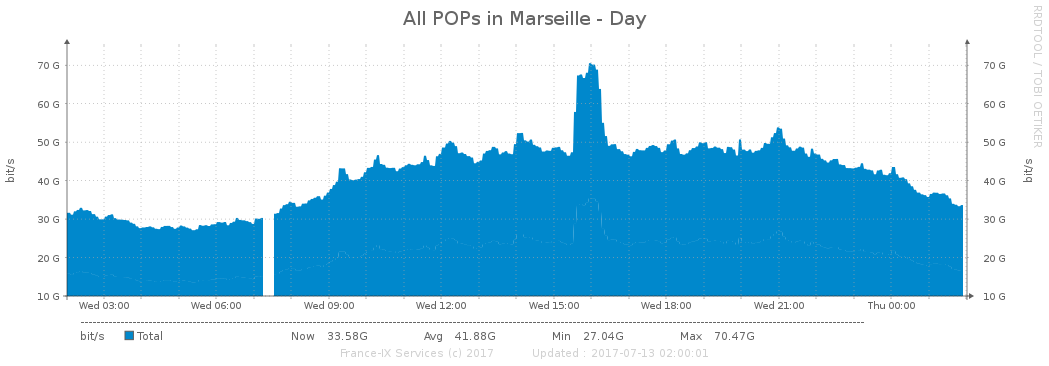 All POPs in Marseille - Day
RRDTOOL / TOBI OETIKER
bit/s
70 G 70 G
60 G 60 G
50 G 50 G
40 G 40 G
30 G 30 G
20 G 20 G
10 G 10 G
bit/s
Wed 03:00 Wed 06:00 Wed 09:00 Wed 12:00 Wed 15:00 Wed 18:00 Wed 21:00 Thu 00:00
bit/s Total Now 33.58G Avg 41.88G Min 27.04G Max 70.47G
France-IX Services (c) 2017 Updated : 2017-07-13 02:00:01